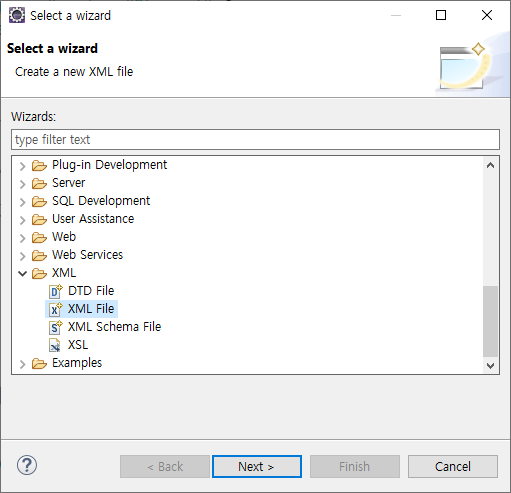 Select a wizard
Select a wizard
Create a new XML file
Wizards:
type filter text
Plug-in Development
Server
SQL Development
User Assistance
Web
Web Services
XML
DTD File
XML File
XML Schema File
XSL
Examples
< Back Next > Finish Cancel